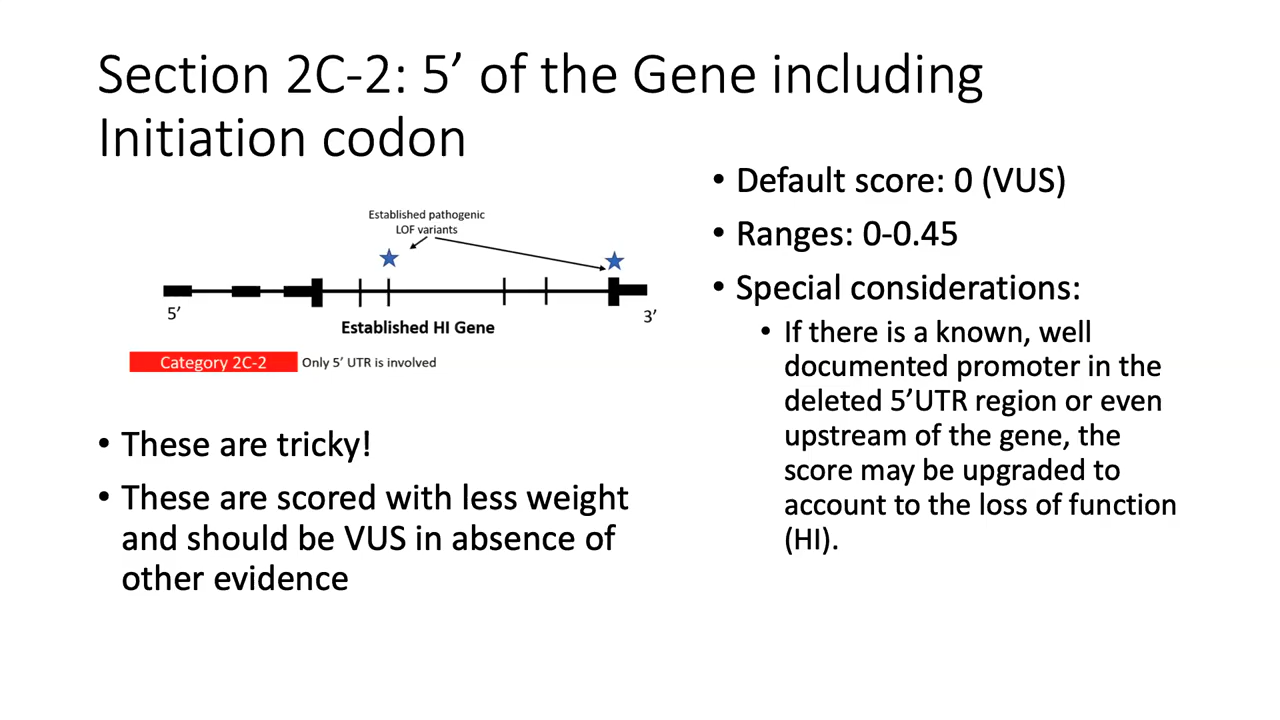 Section 2C-2: 5’ of the Gene including
Initiation codon
Established pathogenic
LOF variants
5’
3’
Established HI Gene
Category 2C-2
Only 5’ UTR is involved
• These are tricky!
• These are scored with less weight
and should be VUS in absence of
other evidence
• Default score: 0 (VUS)
• Ranges: 0-0.45
• Special considerations:
• If there is a known, well
documented promoter in the
deleted 5’UTR region or even
upstream of the gene, the
score may be upgraded to
account to the loss of function
(HI).